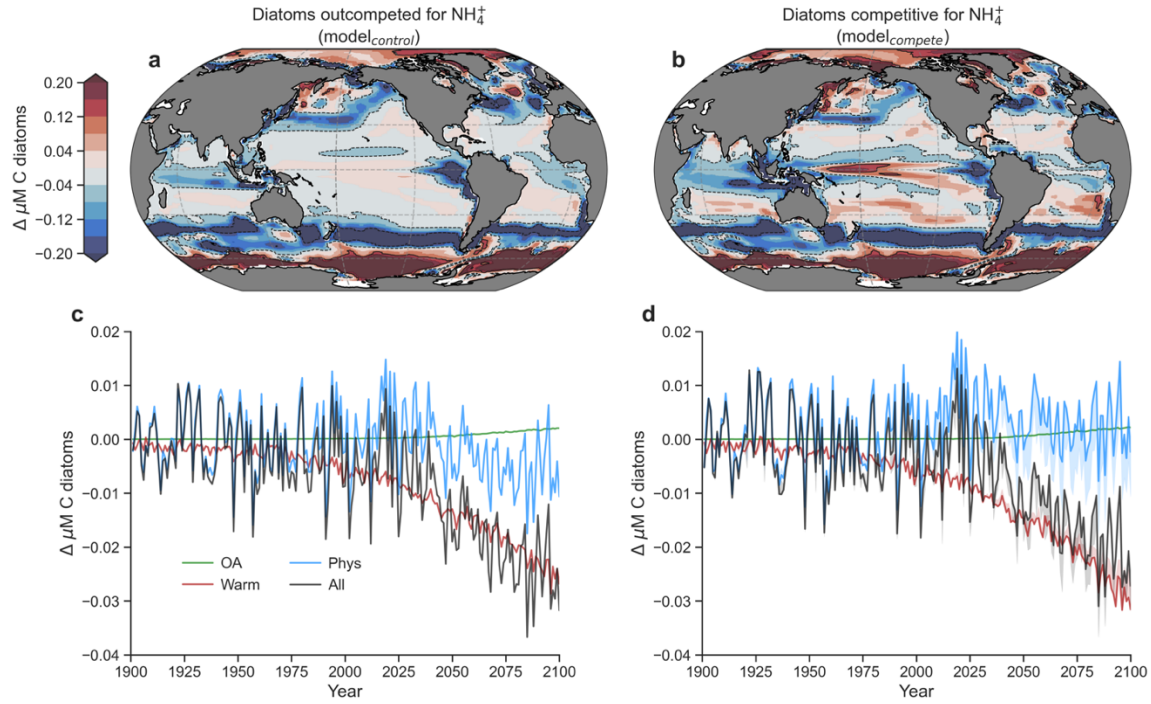 Diatoms outcompeted for NH₄⁺
(model_control)
Diatoms competitive for NH₄⁺
(model_compete)
a
b
Δ µM C diatoms
0.20
0.12
0.04
−0.04
−0.12
−0.20
c
Δ µM C diatoms
0.02
0.01
0.00
−0.01
−0.02
−0.03
−0.04
OA
Warm
Phys
All
1900
1925
1950
1975
2000
2025
2050
2075
2100
Year
d
Δ µM C diatoms
0.02
0.01
0.00
−0.01
−0.02
−0.03
−0.04
1900
1925
1950
1975
2000
2025
2050
2075
2100
Year